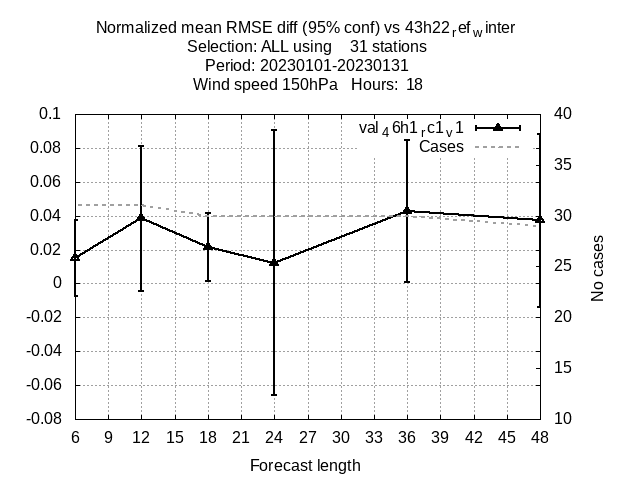 Normalized mean RMSE diff (95% conf) vs 43h22ref winter
Selection: ALL using 31 stations
Period: 20230101-20230131
Wind speed 150hPa Hours: 18
0.1 40
val46h1rc1v1
Cases
0.08
35
0.06
0.04 30
0.02
25
0
No cases
-0.02 20
-0.04
15
-0.06
-0.08 10
6 9 12 15 18 21 24 27 30 33 36 39 42 45 48
Forecast length